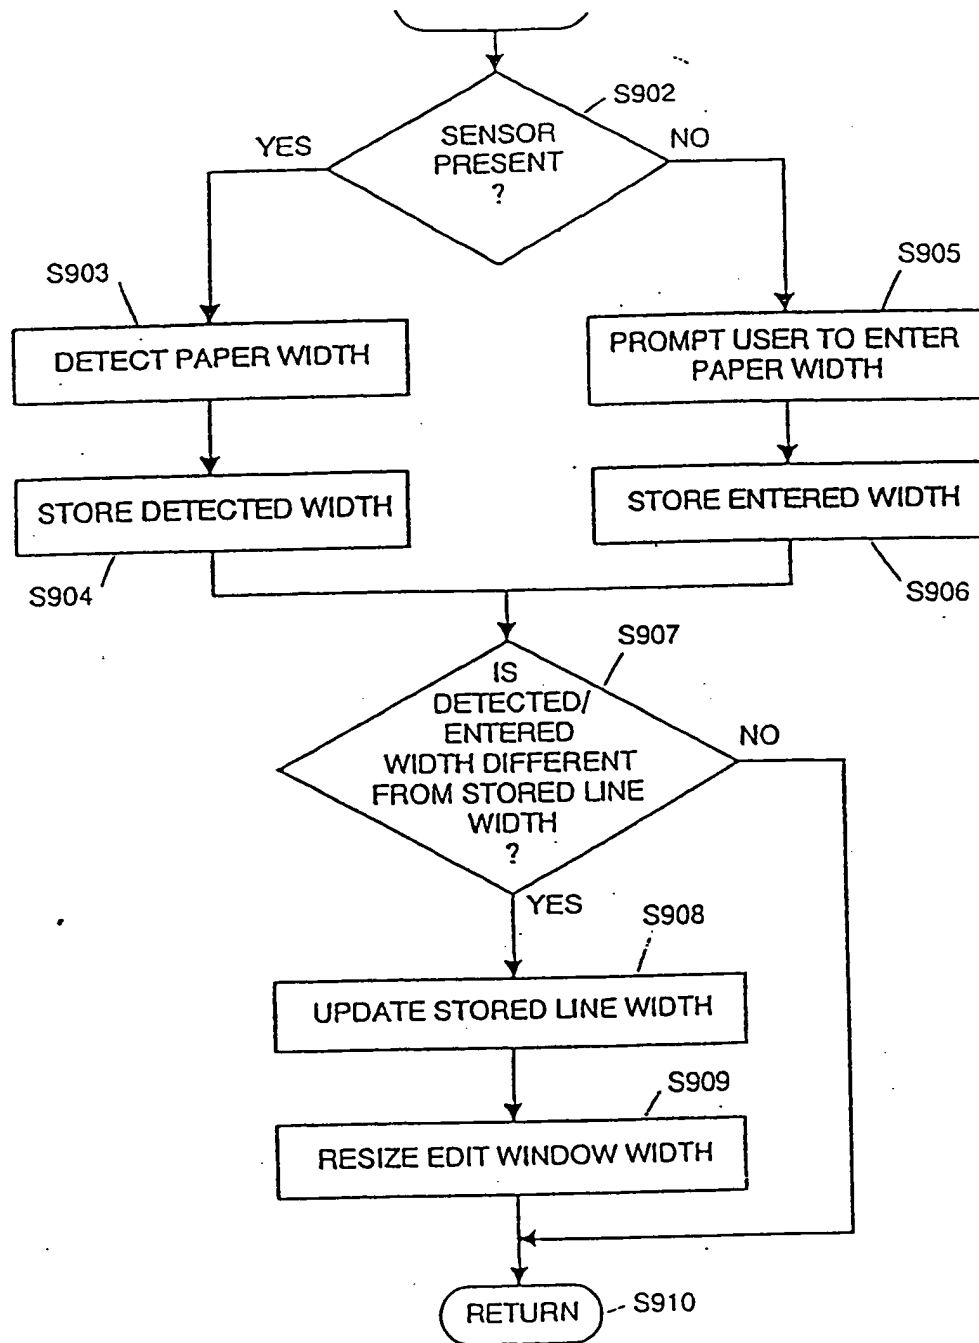 S902
SENSOR
PRESENT
?
YES
NO
S903
S905
DETECT PAPER WIDTH
PROMPT USER TO ENTER
PAPER WIDTH
STORE DETECTED WIDTH
STORE ENTERED WIDTH
S904
S906
S907
IS
DETECTED/
ENTERED
WIDTH DIFFERENT
FROM STORED LINE
WIDTH
?
NO
YES
S908
UPDATE STORED LINE WIDTH
S909
RESIZE EDIT WINDOW WIDTH
RETURN
S910